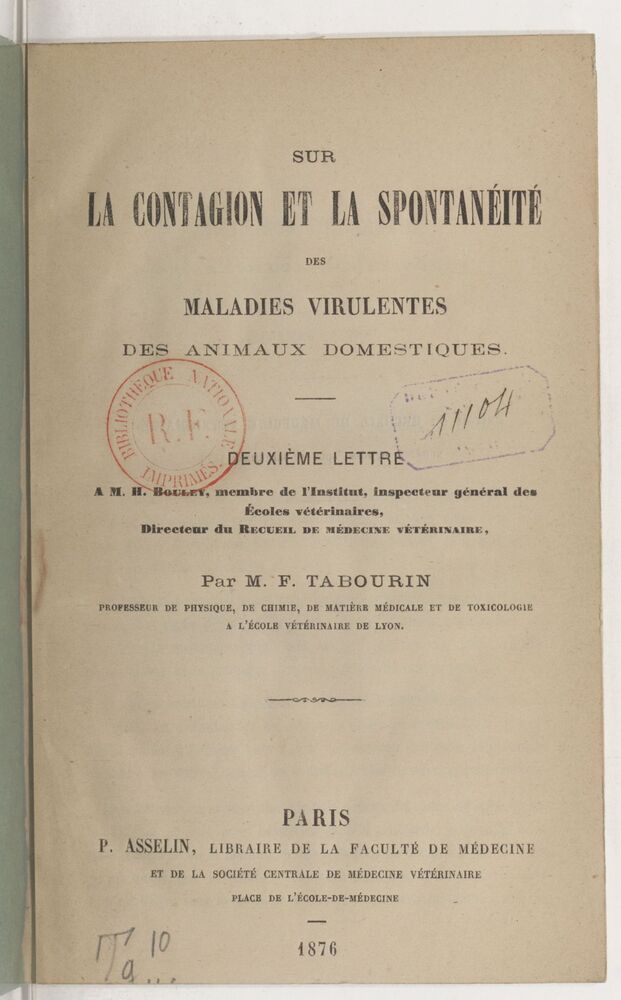 SUR
LA CONTAGION ET LA SPONTANÉITÉ
DES
MALADIES VIRULENTES
DES ANIMAUX DOMESTIQUES.
BIBLIOTHÈQUE NATIONALE
R.F.
IMPRIMÉS.
11104
DEUXIÈME LETTRE
A M. H. BOULEY, membre de l'Institut, inspecteur général des
Écoles vétérinaires,
Directeur du RECUEIL DE MÉDECINE VÉTÉRINAIRE,
Par M. F. TABOURIN
PROFESSEUR DE PHYSIQUE, DE CHIMIE, DE MATIÈRE MÉDICALE ET DE TOXICOLOGIE
A L'ÉCOLE VÉTÉRINAIRE DE LYON.
PARIS
P. ASSELIN, LIBRAIRE DE LA FACULTÉ DE MÉDECINE
ET DE LA SOCIÉTÉ CENTRALE DE MÉDECINE VÉTÉRINAIRE
PLACE DE L'ÉCOLE-DE-MÉDECINE
1876
10
9